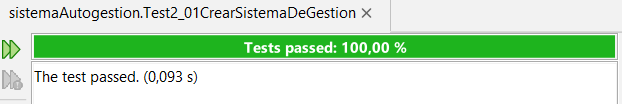 sistemaAutogestion.Test2_01CrearSistemaDeGestion
Tests passed: 100,00 %
The test passed. (0,093 s)